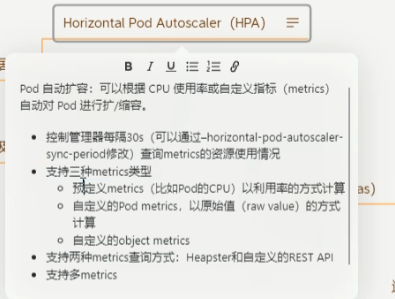 Horizontal Pod Autoscaler（HPA）
B I U
Pod 自动扩容：可以根据 CPU 使用率或自定义指标（metrics）
自动对 Pod 进行扩/缩容。
控制管理器每隔30s（可以通过–horizontal-pod-autoscaler-
sync-period修改）查询metrics的资源使用情况
支持三种metrics类型
预定义metrics（比如Pod的CPU）以利用率的方式计算
自定义的Pod metrics，以原始值（raw value）的方式
计算
自定义的object metrics
支持两种metrics查询方式：Heapster和自定义的REST API
支持多metrics
as）